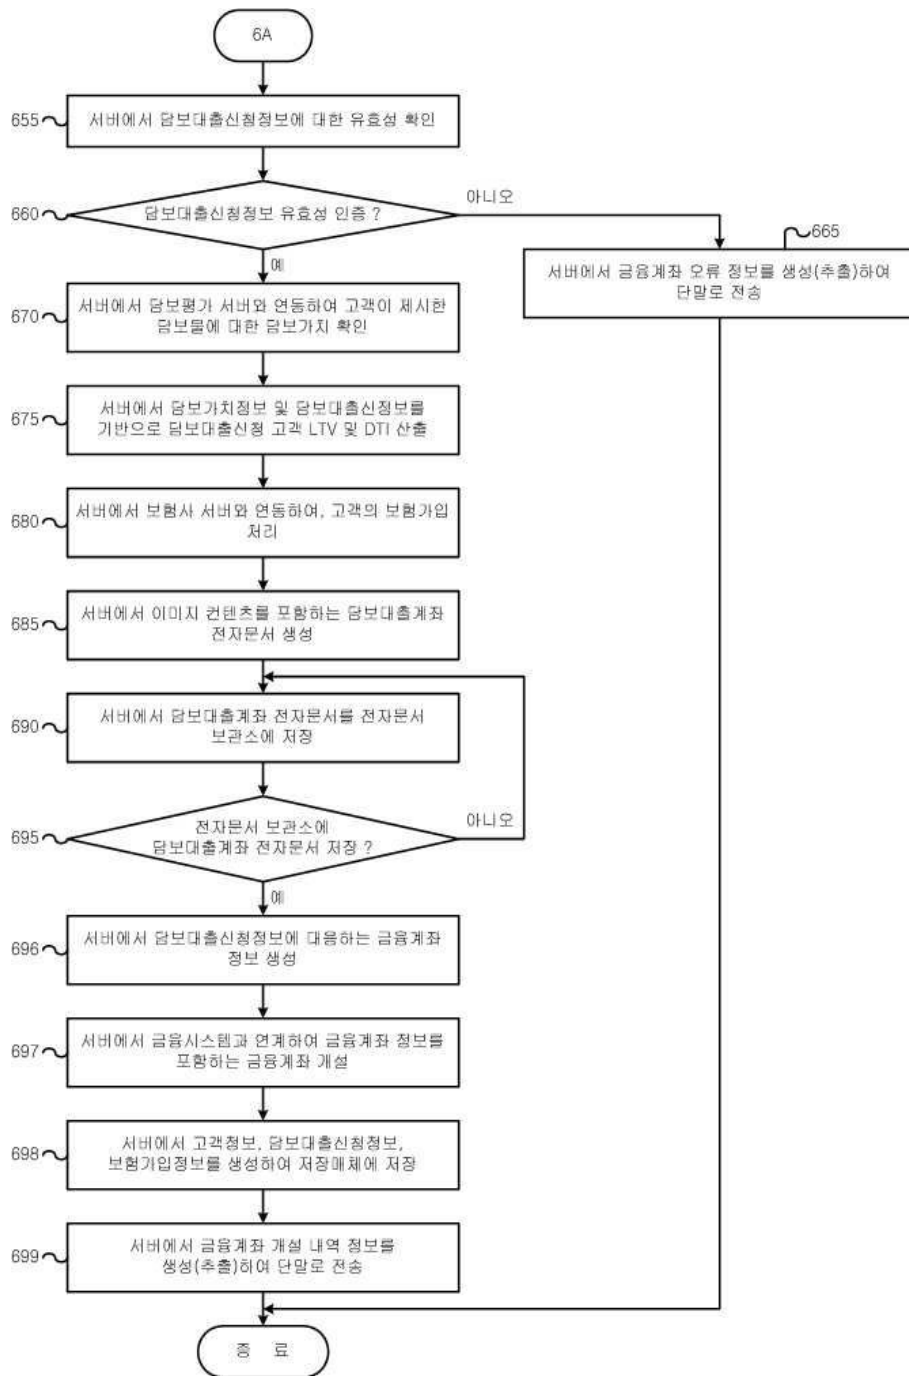 6A
655
서버에서 담보대출신청정보에 대한 유효성 확인
아니오
660
담보대출신청정보 유효성 인증 ?
665
예
서버에서 금융계좌 오류 정보를 생성(추출)하여
단말로 전송
670
서버에서 담보평가 서버와 연동하여 고객이 제시한
담보물에 대한 담보가치 확인
675
서버에서 담보가치정보 및 담보대출신정보를
기반으로 담보대출신청 고객 LTV 및 DTI 산출
680
서버에서 보험사 서버와 연동하여, 고객의 보험가입
처리
685
서버에서 이미지 컨텐츠를 포함하는 담보대출계좌
전자문서 생성
690
서버에서 담보대출계좌 전자문서를 전자문서
보관소에 저장
695
전자문서 보관소에
담보대출계좌 전자문서 저장 ?
아니오
예
696
서버에서 담보대출신청정보에 대응하는 금융계좌
정보 생성
697
서버에서 금융시스템과 연계하여 금융계좌 정보를
포함하는 금융계좌 개설
698
서버에서 고객정보, 담보대출신청정보,
보험가입정보를 생성하여 저장매체에 저장
699
서버에서 금융계좌 개설 내역 정보를
생성(추출)하여 단말로 전송
종 료